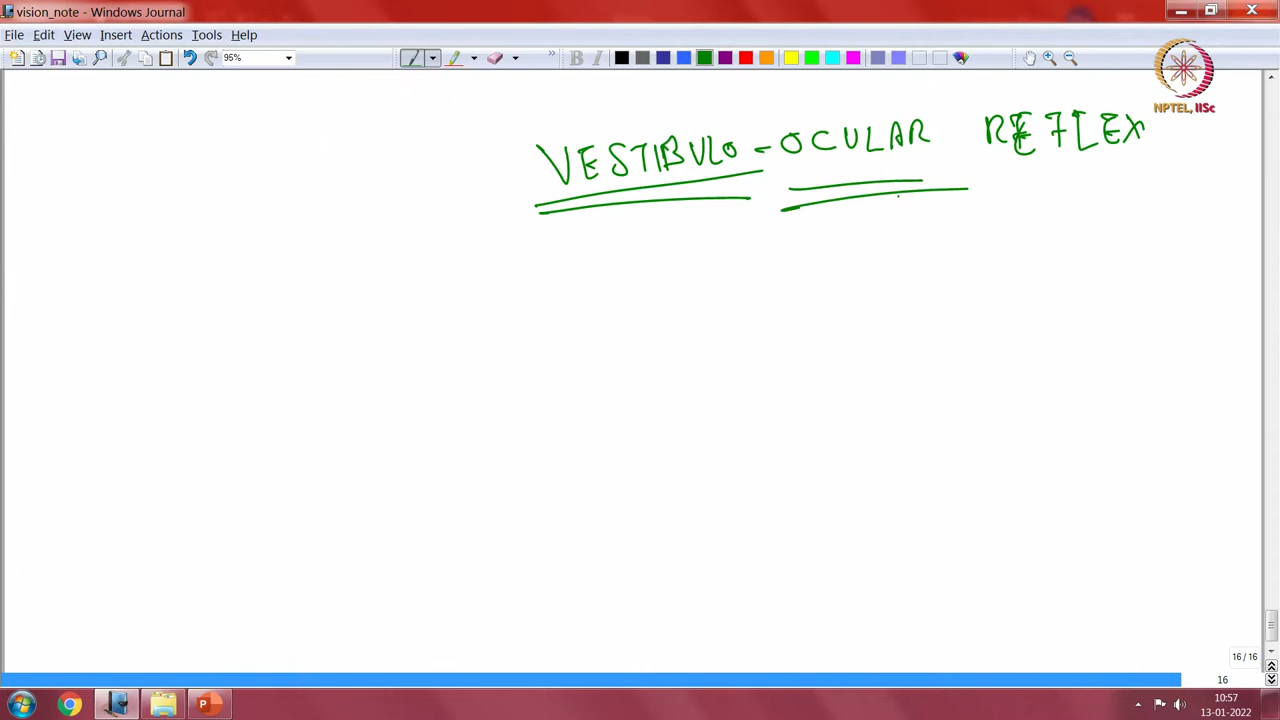 vision_note - Windows Journal
File Edit View Insert Actions Tools Help
95%
NPTEL, IISc
VESTIBULO - OCULAR REFLEX
16 / 16
16
10:57
13-01-2022